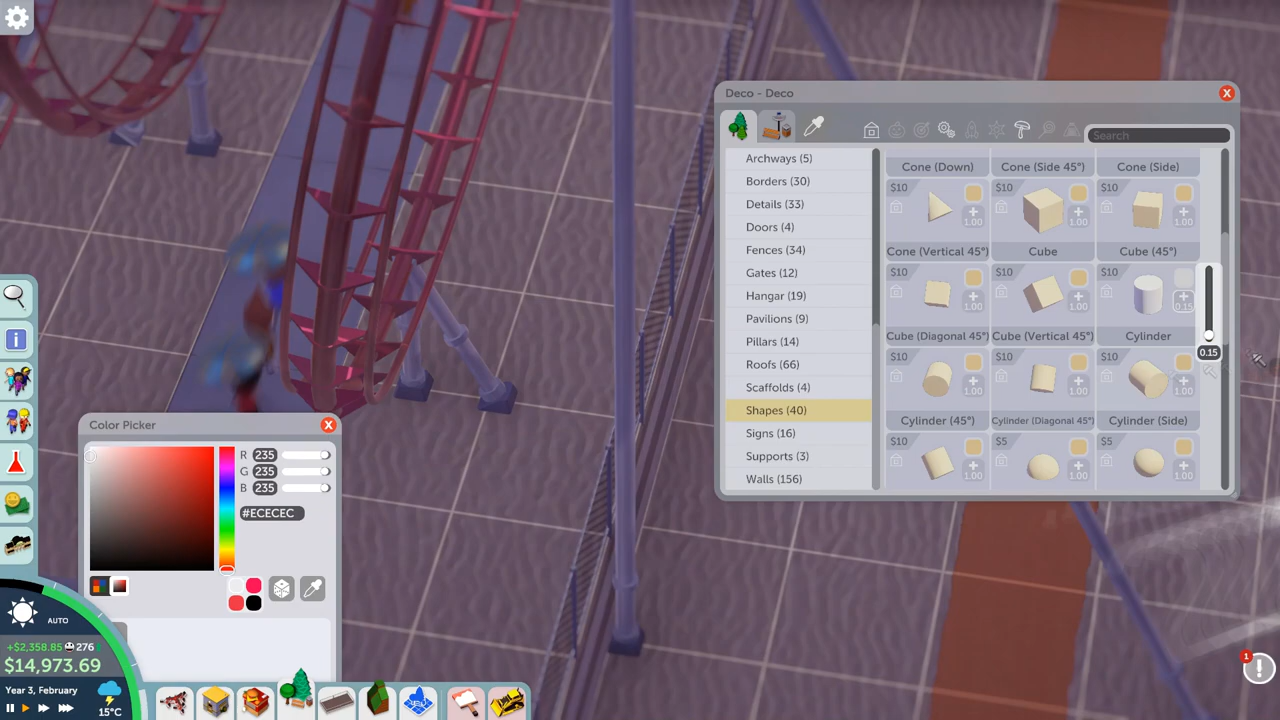 Deco - Deco
X
Search
Archways (5)
Borders (30)
Details (33)
Doors (4)
Fences (34)
Gates (12)
Hangar (19)
Pavilions (9)
Pillars (14)
Roofs (66)
Scaffolds (4)
Shapes (40)
Signs (16)
Supports (3)
Walls (156)
Cone (Down) Cone (Side 45°) Cone (Side)
$10 1.00 $10 1.00 $10 1.00
Cone (Vertical 45°) Cube Cube (45°)
$10 1.00 $10 1.00 $10 0.15
Cube (Diagonal 45°) Cube (Vertical 45°) Cylinder
0.15
$10 1.00 $10 1.00 $10 1.00
Cylinder (45°) Cylinder (Diagonal 45°) Cylinder (Side)
$10 1.00 $5 1.00 $5 1.00
Color Picker X
R 235
G 235
B 235
#ECECEC
AUTO
+$2,358.85 276
$14,973.69
Year 3, February
15°C
1